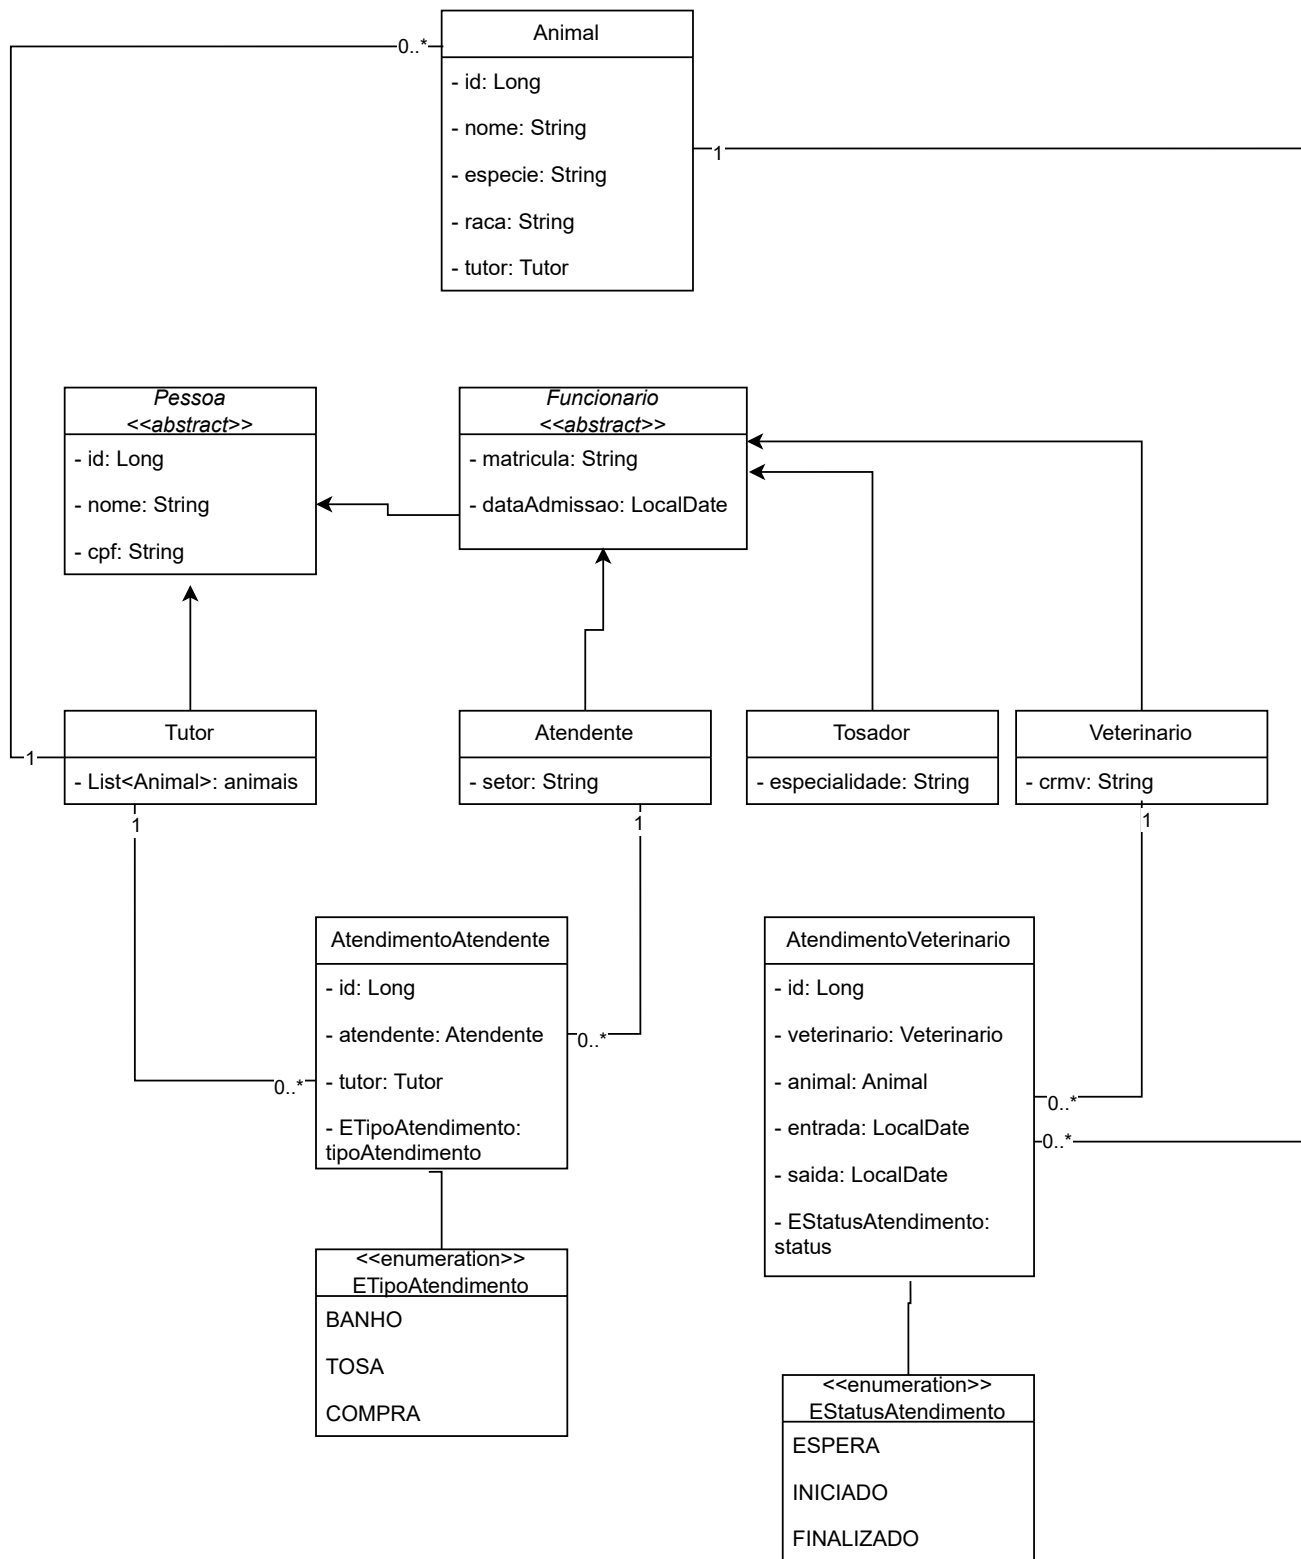 Animal
0..*
- id: Long
- nome: String
1
- especie: String
- raca: String
- tutor: Tutor
Pessoa
<<abstract>>
- id: Long
- nome: String
- cpf: String
Funcionario
<<abstract>>
- matricula: String
- dataAdmissao: LocalDate
Tutor
1
- List<Animal>: animais
1
Atendente
- setor: String
1
Tosador
- especialidade: String
Veterinario
- crmv: String
1
AtendimentoAtendente
- id: Long
- atendente: Atendente
0..*
- tutor: Tutor
0..*
- ETipoAtendimento:
tipoAtendimento
AtendimentoVeterinario
- id: Long
- veterinario: Veterinario
- animal: Animal
0..*
- entrada: LocalDate
0..*
- saida: LocalDate
- EStatusAtendimento:
status
<<enumeration>>
ETipoAtendimento
BANHO
TOSA
COMPRA
<<enumeration>>
EStatusAtendimento
ESPERA
INICIADO
FINALIZADO